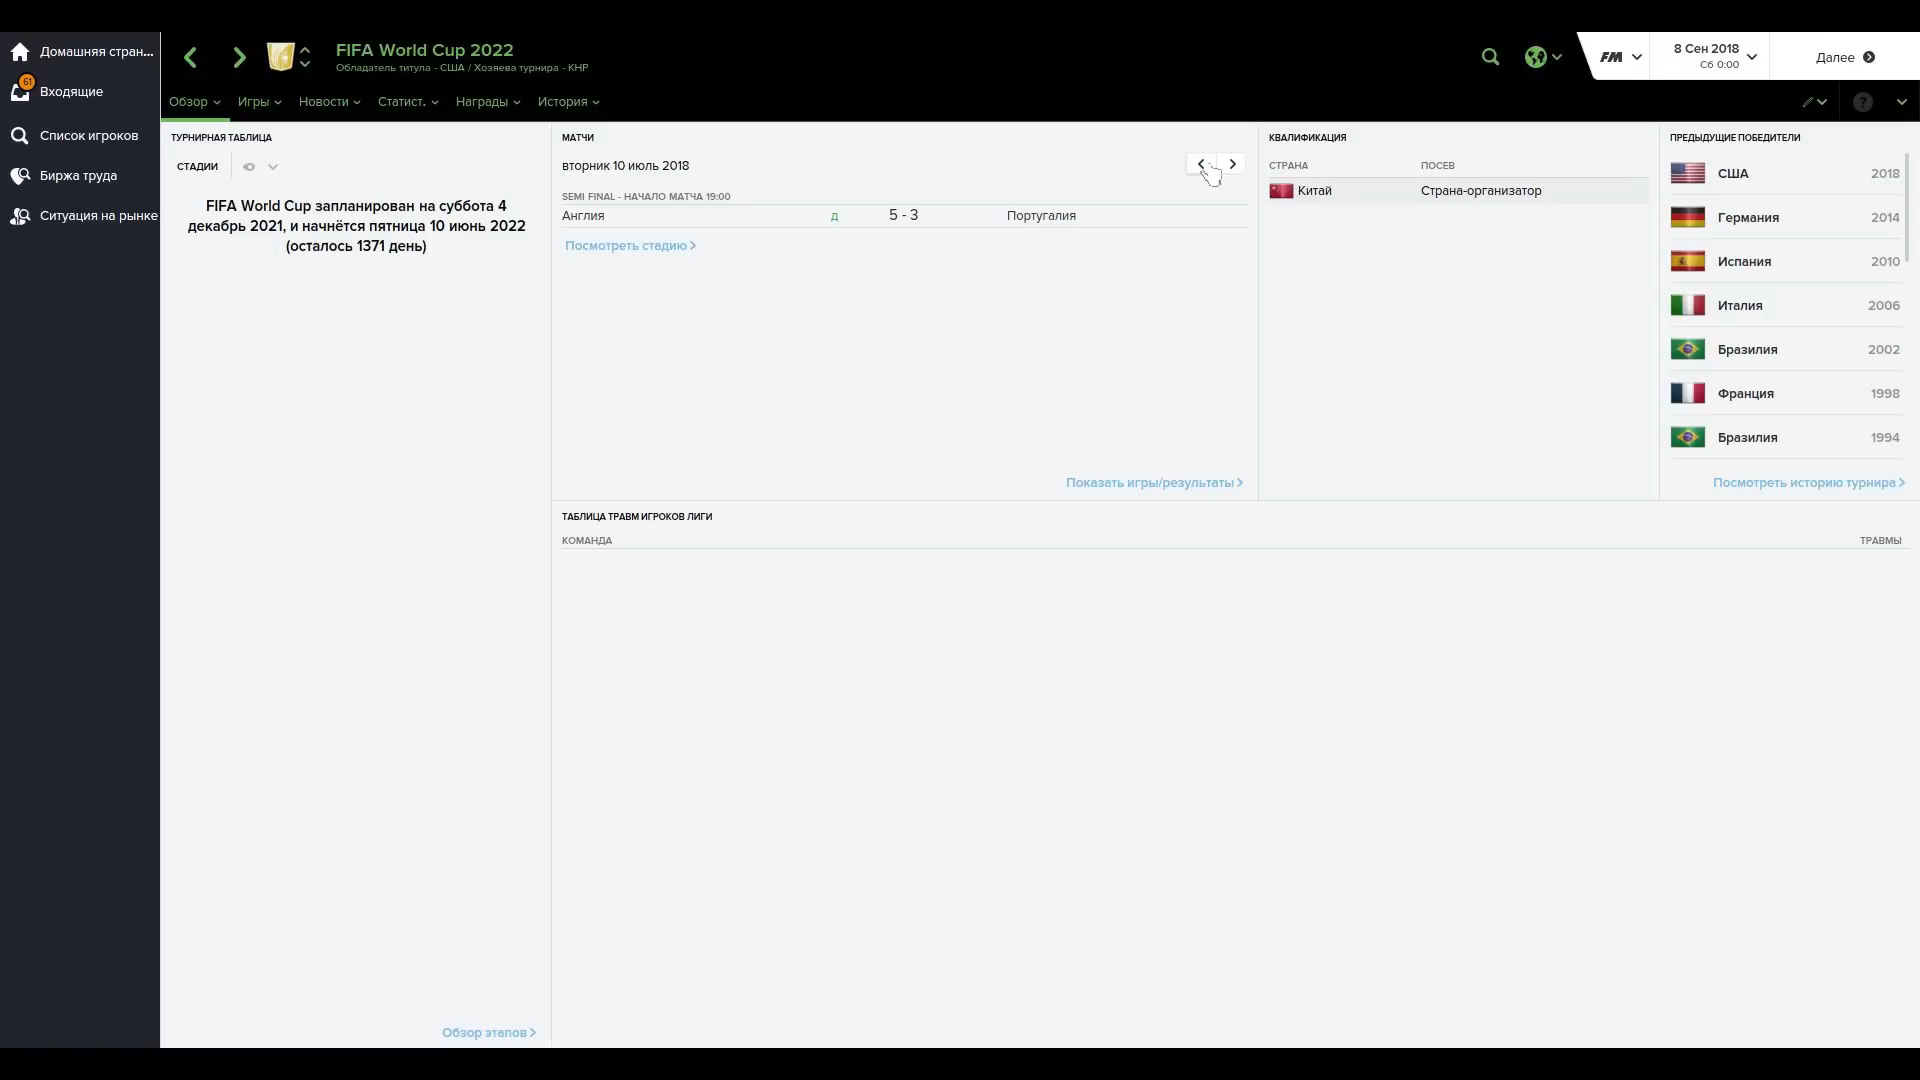 Домашняя стран...
61
Входящие
Список игроков
Биржа труда
Ситуация на рынке
FIFA World Cup 2022
Обладатель титула - США / Хозяева турнира - КНР
FM
8 Сен 2018
Сб 0:00
Далее
Обзор
Игры
Новости
Статист.
Награды
История
?
ТУРНИРНАЯ ТАБЛИЦА
СТАДИИ
FIFA World Cup запланирован на суббота 4
декабрь 2021, и начнётся пятница 10 июнь 2022
(осталось 1371 день)
Обзор этапов
МАТЧИ
вторник 10 июль 2018
SEMI FINAL - НАЧАЛО МАТЧА 19:00
Англия д 5 - 3 Португалия
Посмотреть стадию
Показать игры/результаты
КВАЛИФИКАЦИЯ
СТРАНА ПОСЕВ
Китай Страна-организатор
ПРЕДЫДУЩИЕ ПОБЕДИТЕЛИ
США 2018
Германия 2014
Испания 2010
Италия 2006
Бразилия 2002
Франция 1998
Бразилия 1994
Посмотреть историю турнира
ТАБЛИЦА ТРАВМ ИГРОКОВ ЛИГИ
КОМАНДА ТРАВМЫ